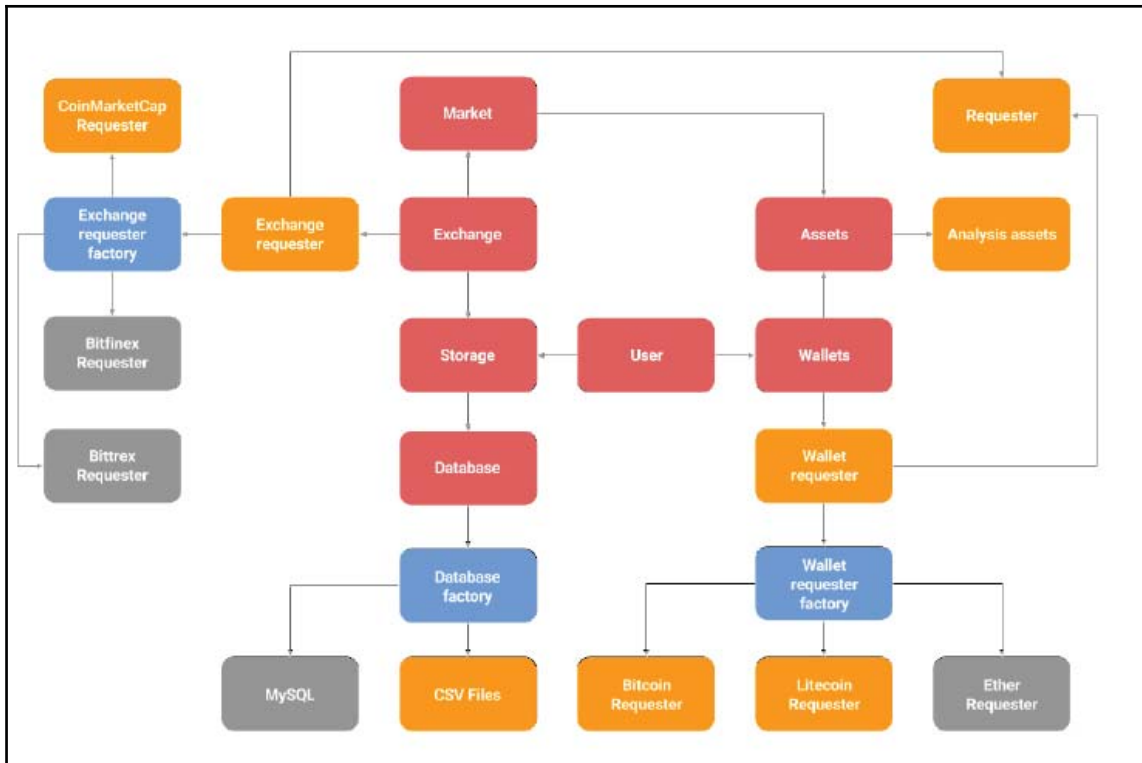 CoinMarketCap
Requester
Market
Requester
Exchange
requester
factory
Exchange
requester
Exchange
Assets
Analysis assets
Bitfinex
Requester
Storage
User
Wallets
Bittrex
Requester
Database
Wallet
requester
Database
factory
Wallet
requester
factory
MySQL
CSV Files
Bitcoin
Requester
Litecoin
Requester
Ether
Requester